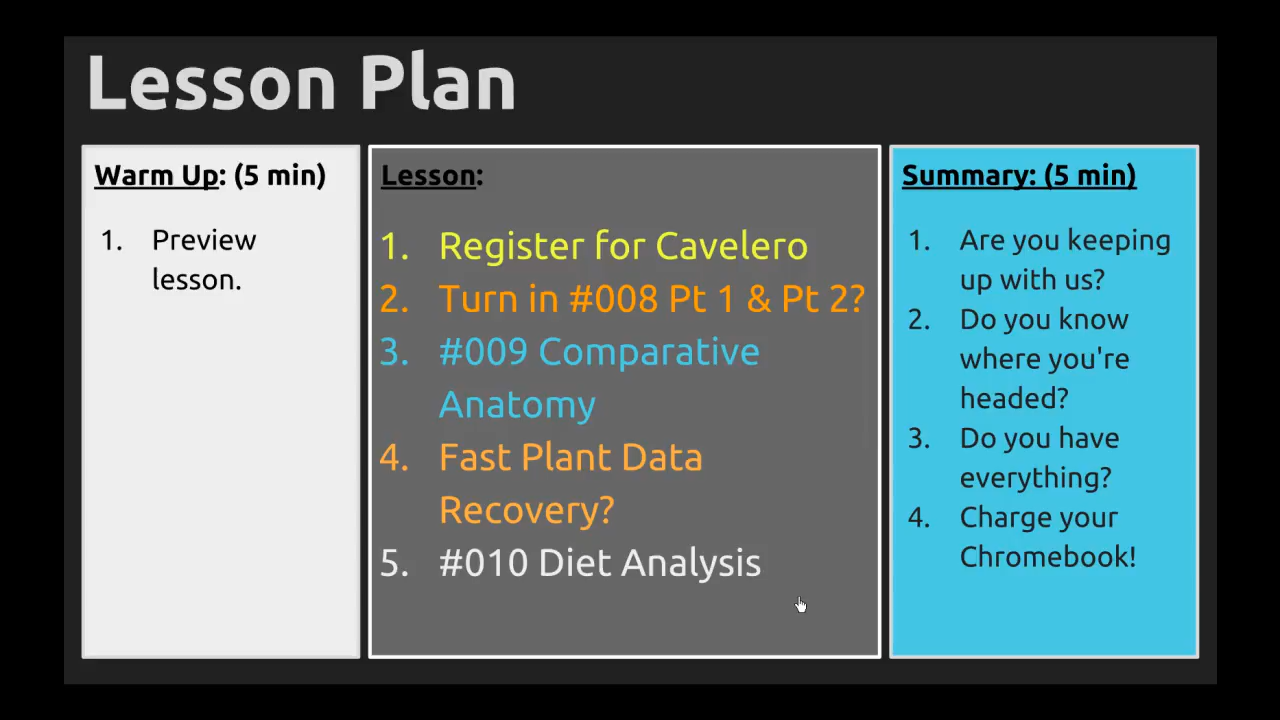 Lesson Plan
Warm Up: (5 min)
1. Preview
lesson.
Lesson:
1. Register for Cavelero
2. Turn in #008 Pt 1 & Pt 2?
3. #009 Comparative
Anatomy
4. Fast Plant Data
Recovery?
5. #010 Diet Analysis
Summary: (5 min)
1. Are you keeping
up with us?
2. Do you know
where you're
headed?
3. Do you have
everything?
4. Charge your
Chromebook!